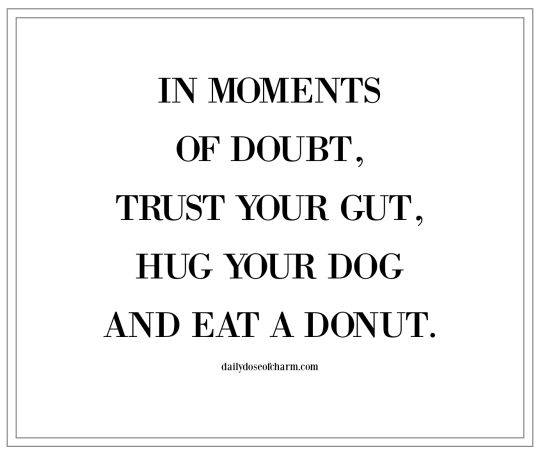 IN MOMENTS
OF DOUBT,
TRUST YOUR GUT,
HUG YOUR DOG
AND EAT A DONUT.
dailydoseofcharm.com